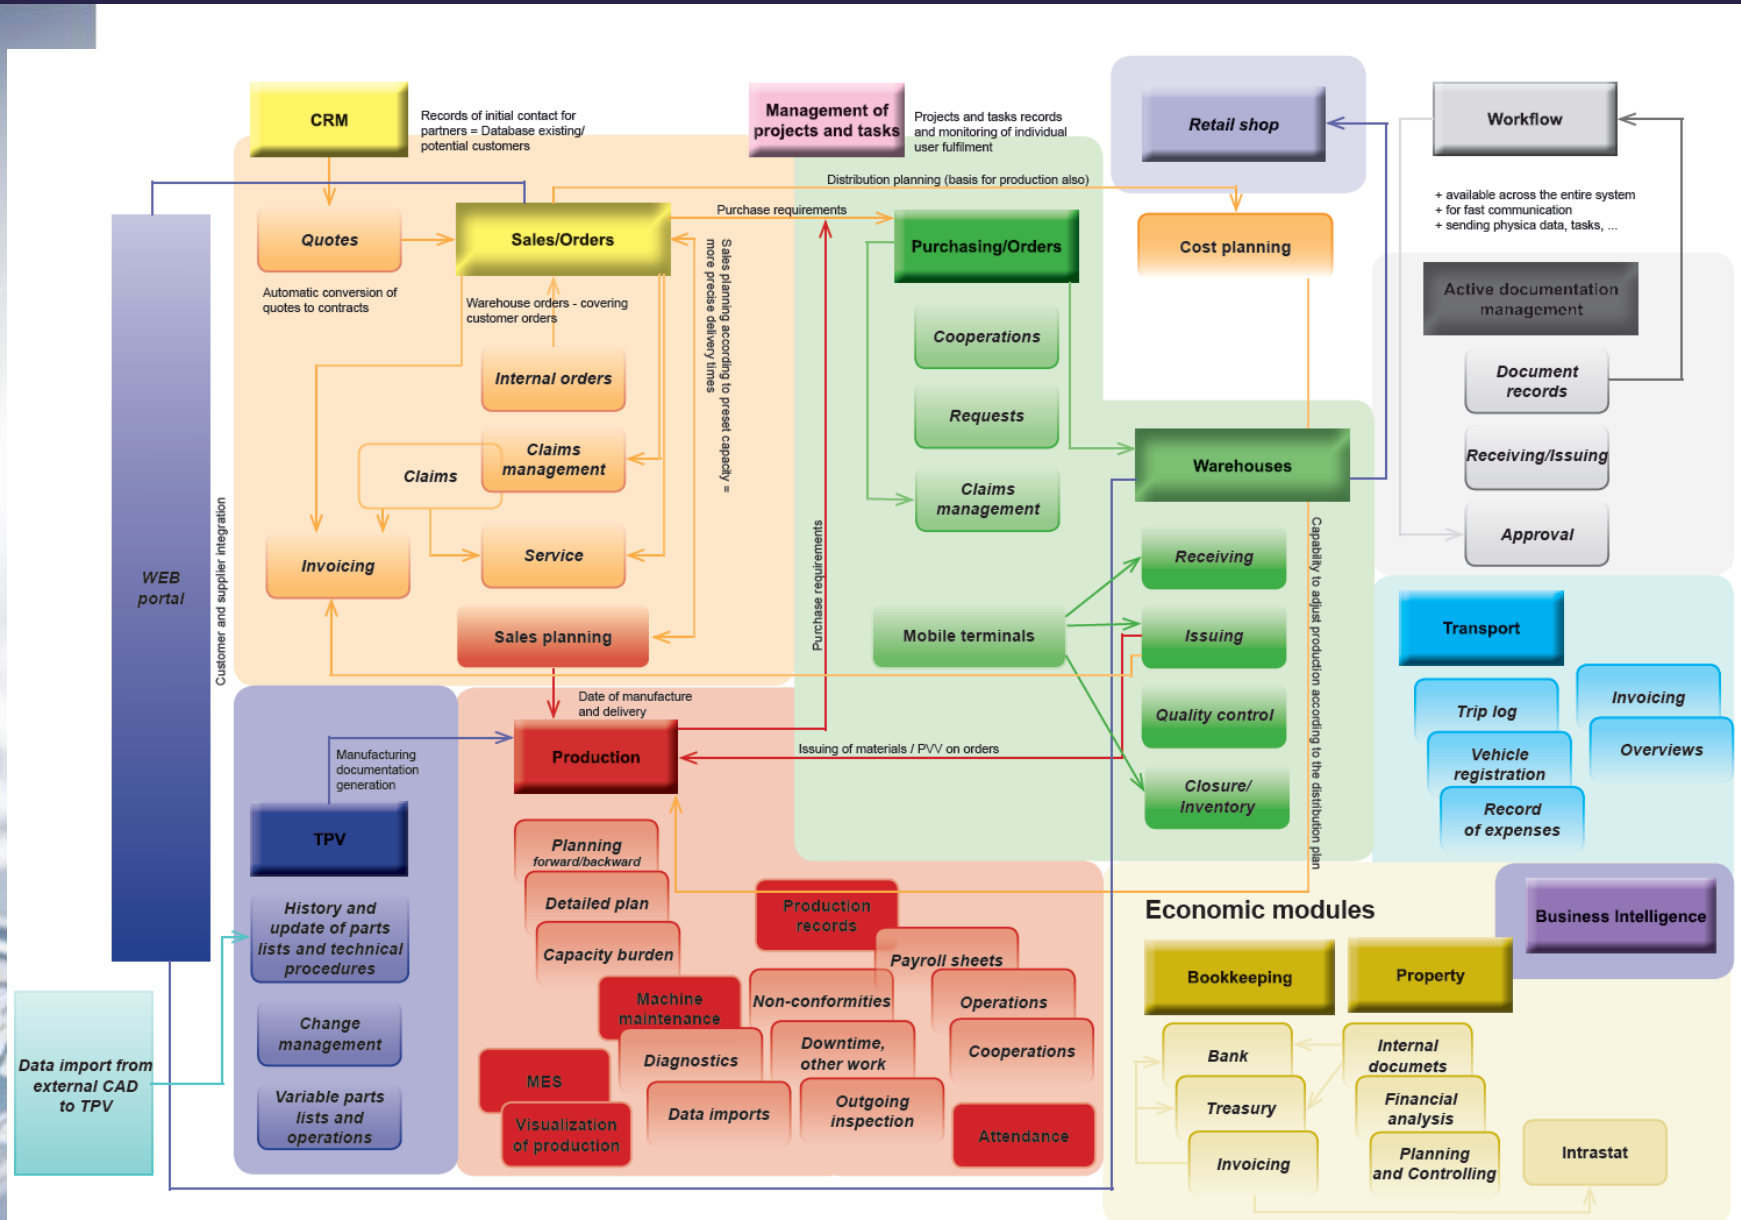 CRM
Records of initial contact for
partners = Database existing/
potential customers
Management of
projects and tasks
Projects and tasks records
and monitoring of individual
user fulfilment
Retail shop
Workflow
+ available across the entire system
+ for fast communication
+ sending physica data, tasks, ...
Distribution planning (basis for production also)
Purchase requirements
Quotes
Sales/Orders
Purchasing/Orders
Cost planning
Automatic conversion of
quotes to contracts
Warehouse orders - covering
customer orders
Sales planning according to preset capacity =
more precise delivery times
Internal orders
Claims
Claims
management
Invoicing
Service
Sales planning
Cooperations
Requests
Claims
management
Active documentation
management
Document
records
Receiving/Issuing
Approval
Warehouses
Receiving
Mobile terminals
Issuing
Quality control
Closure/
Inventory
Capability to adjust production according to the distribution plan
Purchase requirements
WEB
portal
Customer and supplier integration
Transport
Trip log
Vehicle
registration
Record
of expenses
Invoicing
Overviews
Date of manufacture
and delivery
Production
Issuing of materials / PVV on orders
Manufacturing
documentation
generation
TPV
History and
update of parts
lists and technical
procedures
Change
management
Variable parts
lists and
operations
Data import from
external CAD
to TPV
Planning
forward/backward
Detailed plan
Capacity burden
Production
records
Payroll sheets
Machine
maintenance
Non-conformities
Operations
Diagnostics
Downtime,
other work
Cooperations
MES
Visualization
of production
Data imports
Outgoing
inspection
Attendance
Economic modules
Business Intelligence
Bookkeeping
Property
Bank
Treasury
Invoicing
Internal
documets
Financial
analysis
Planning
and Controlling
Intrastat